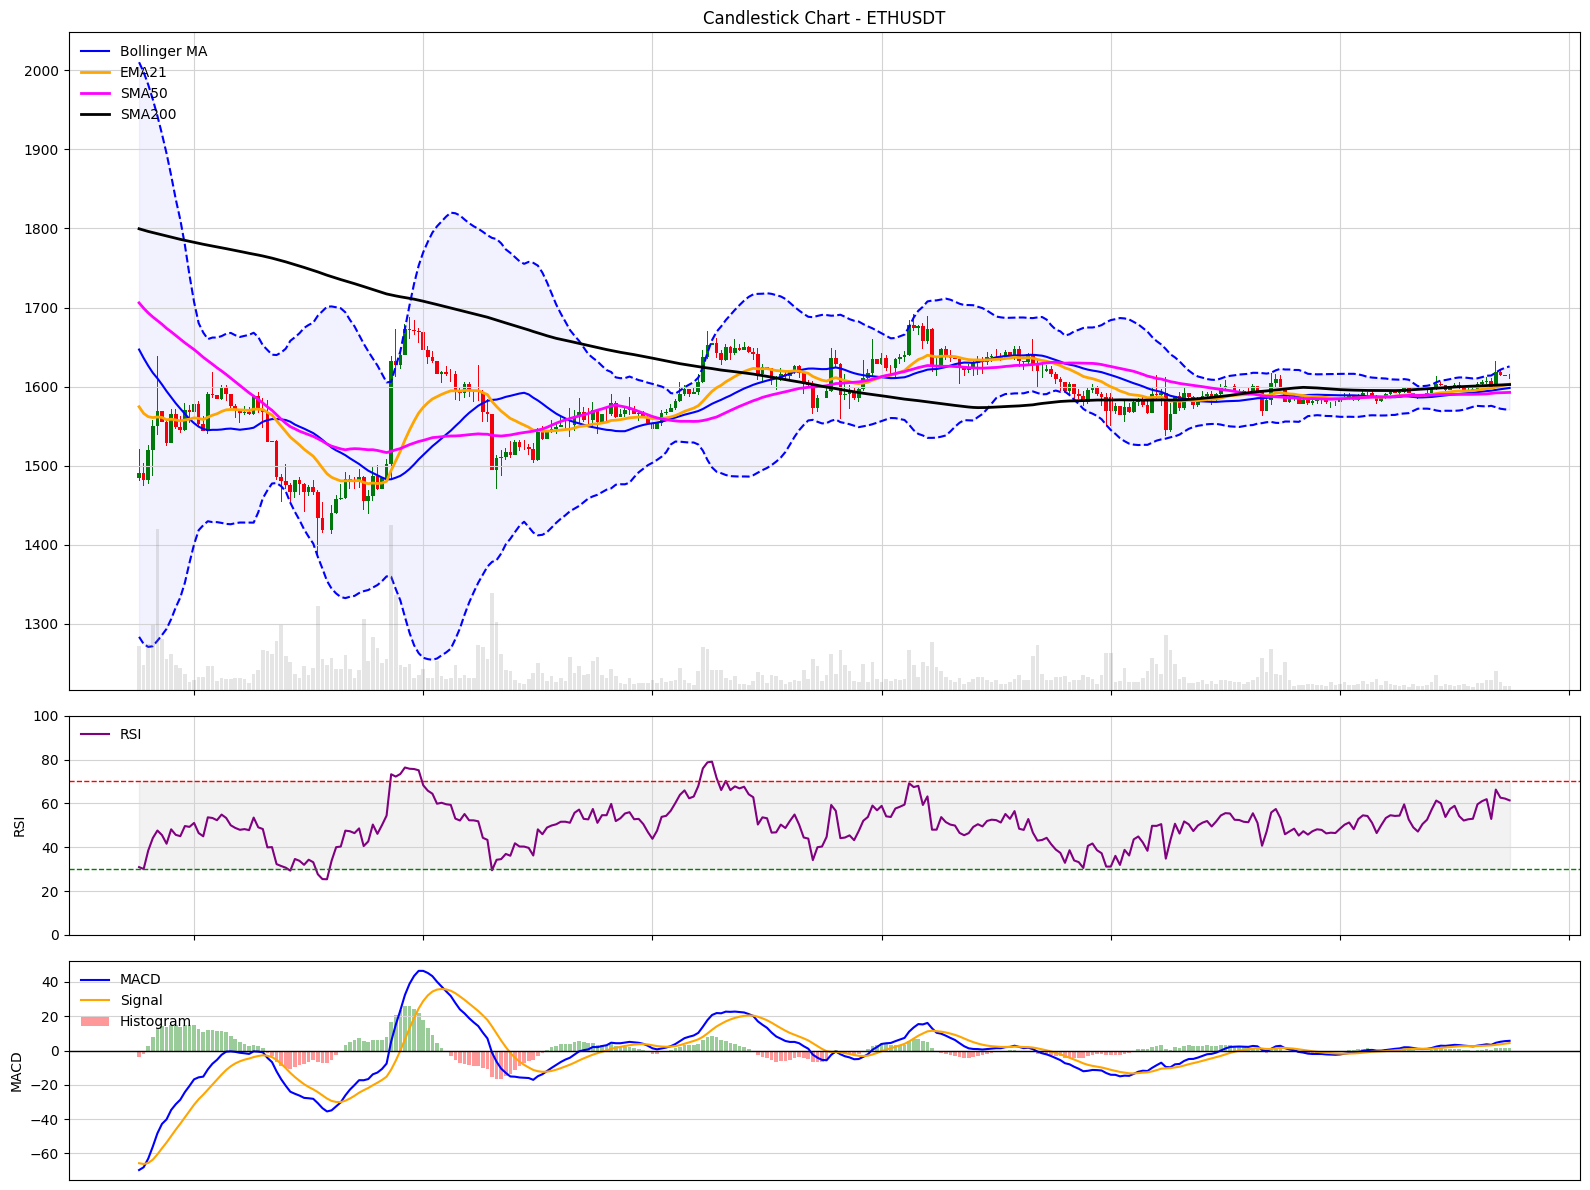 Candlestick Chart - ETHUSDT
Bollinger MA
EMA21
SMA50
SMA200
2000
1900
1800
1700
1600
1500
1400
1300
RSI
RSI
100
80
60
40
20
0
MACD
Signal
Histogram
MACD
40
20
0
−20
−40
−60